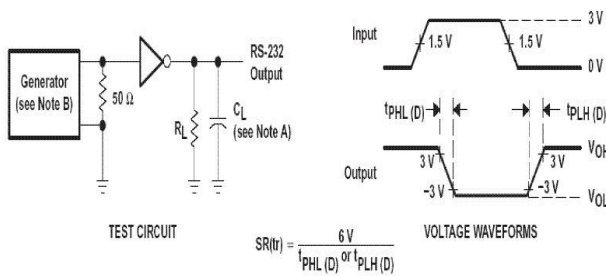 Generator
(see Note B)
50 Ω
RL
CL
(see Note A)
RS-232
Output
TEST CIRCUIT
Input
1.5 V
1.5 V
3 V
0 V
tPHL (D)
tPLH (D)
Output
3 V
−3 V
3 V
−3 V
VOH
VOL
VOLTAGE WAVEFORMS
SR(tr) = 6 V / tPHL (D) or tPLH (D)